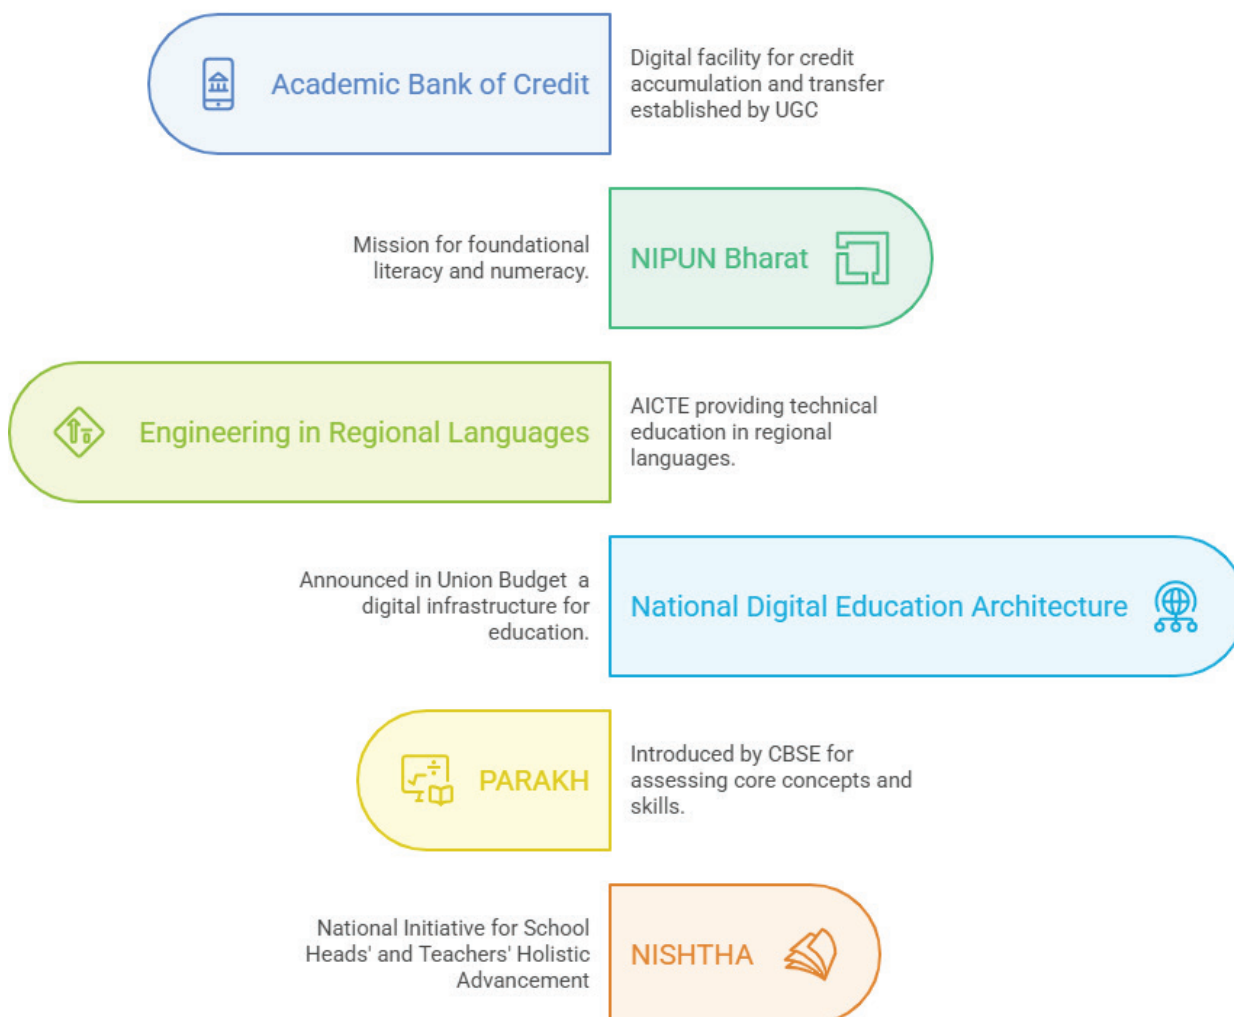 Academic Bank of Credit
Digital facility for credit
accumulation and transfer
established by UGC
Mission for foundational
literacy and numeracy.
NIPUN Bharat
Engineering in Regional Languages
AICTE providing technical
education in regional
languages.
Announced in Union Budget  a
digital infrastructure for
education.
National Digital Education Architecture
PARAKH
Introduced by CBSE for
assessing core concepts and
skills.
National Initiative for School
Heads' and Teachers' Holistic
Advancement
NISHTHA